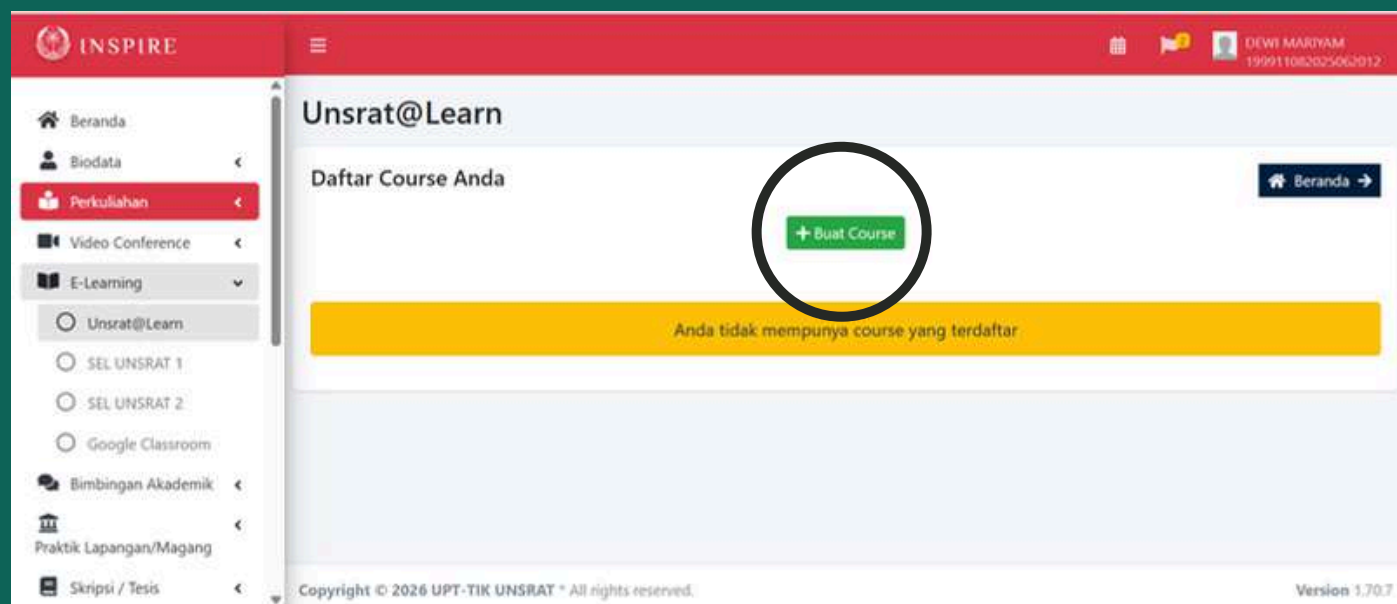 INSPIRE
DEWI MARIYAM
199911082025062012
Beranda
Biodata
Perkuliahan
Video Conference
E-Learning
Unsrat@Learn
SEL UNSRAT 1
SEL UNSRAT 2
Google Classroom
Bimbingan Akademik
Praktik Lapangan/Magang
Skripsi / Tesis
Unsrat@Learn
Daftar Course Anda
Beranda
+ Buat Course
Anda tidak mempunya course yang terdaftar
Copyright © 2026 UPT-TIK UNSRAT * All rights reserved.
Version 1.70.7